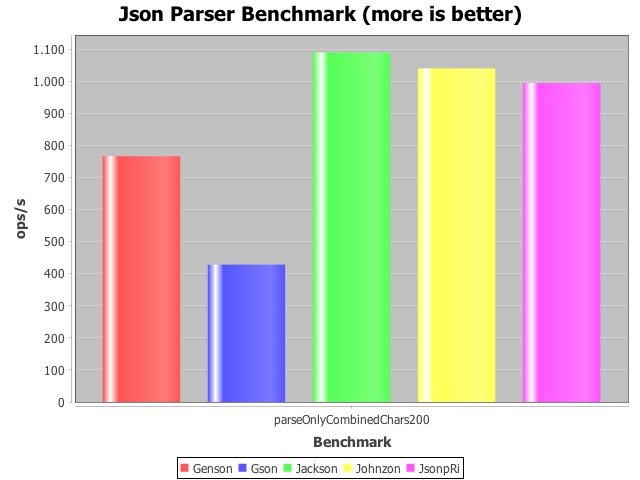 Json Parser Benchmark (more is better)
1.100
1.000
900
800
700
600
500
400
300
200
100
0
ops/s
parseOnlyCombinedChars200
Benchmark
Genson Gson Jackson Johnzon JsonpRi